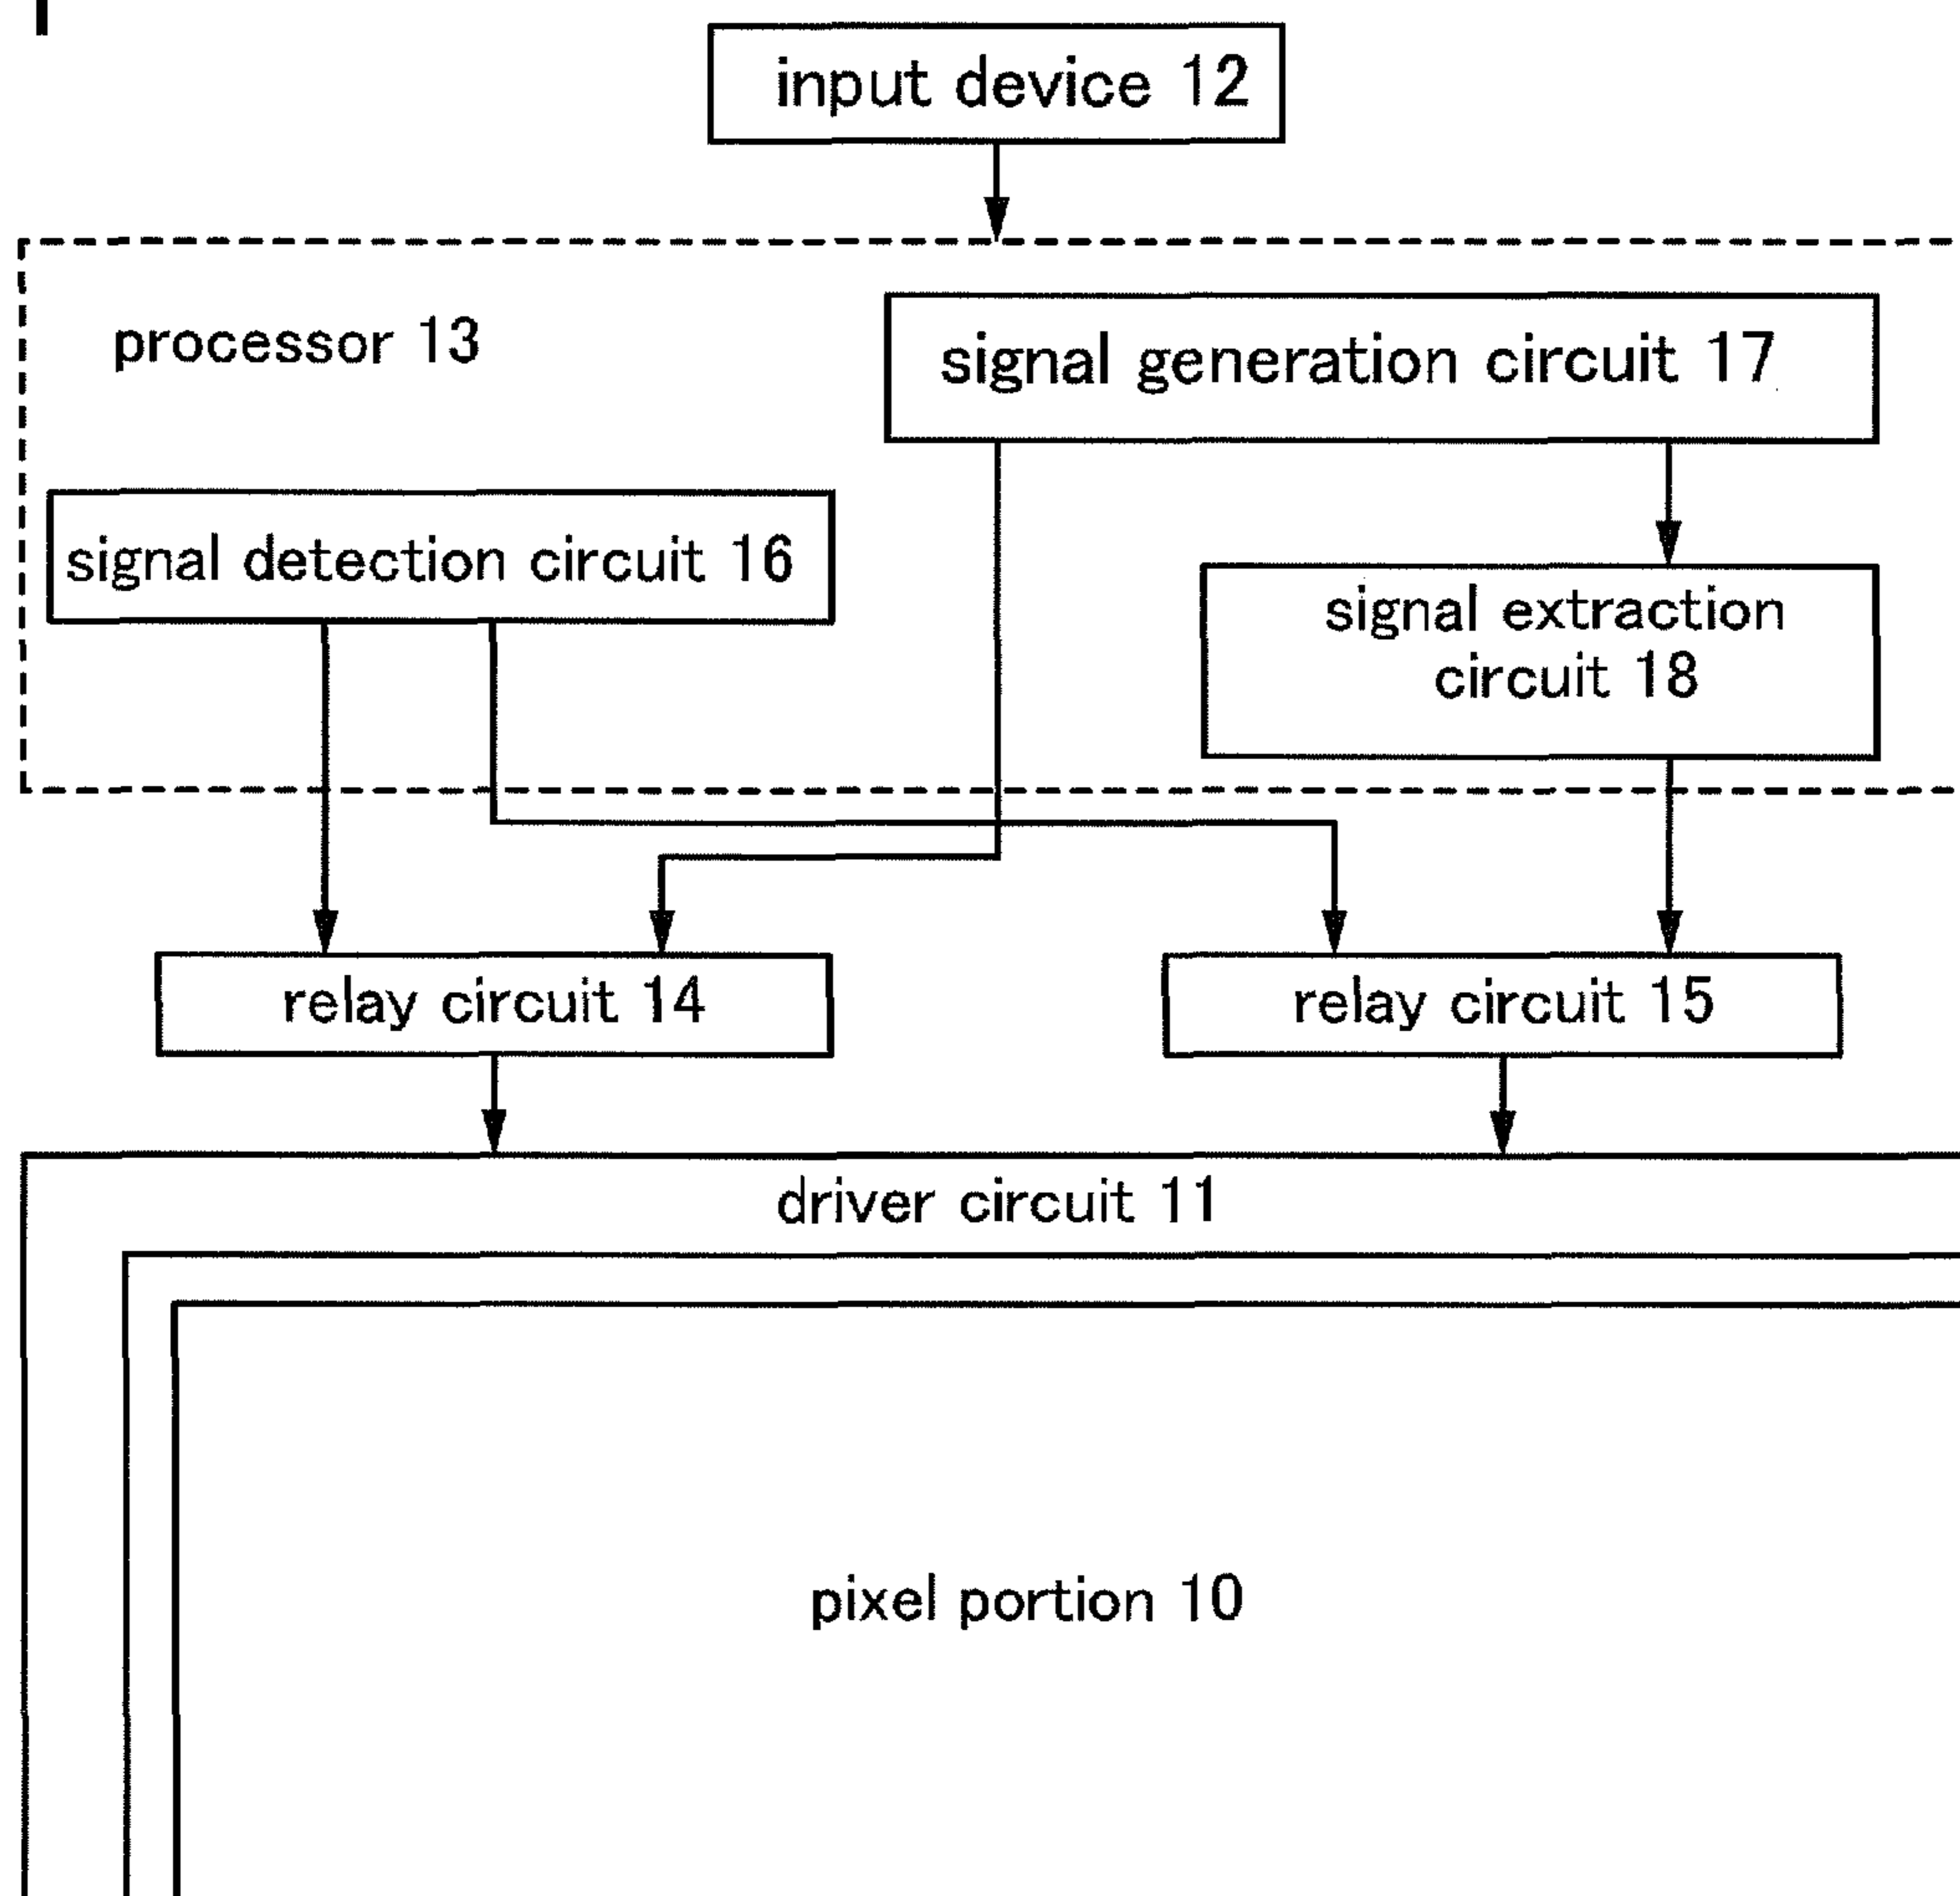 input device 12
processor 13
signal generation circuit 17
signal detection circuit 16
signal extraction
circuit 18
relay circuit 14
relay circuit 15
driver circuit 11
pixel portion 10